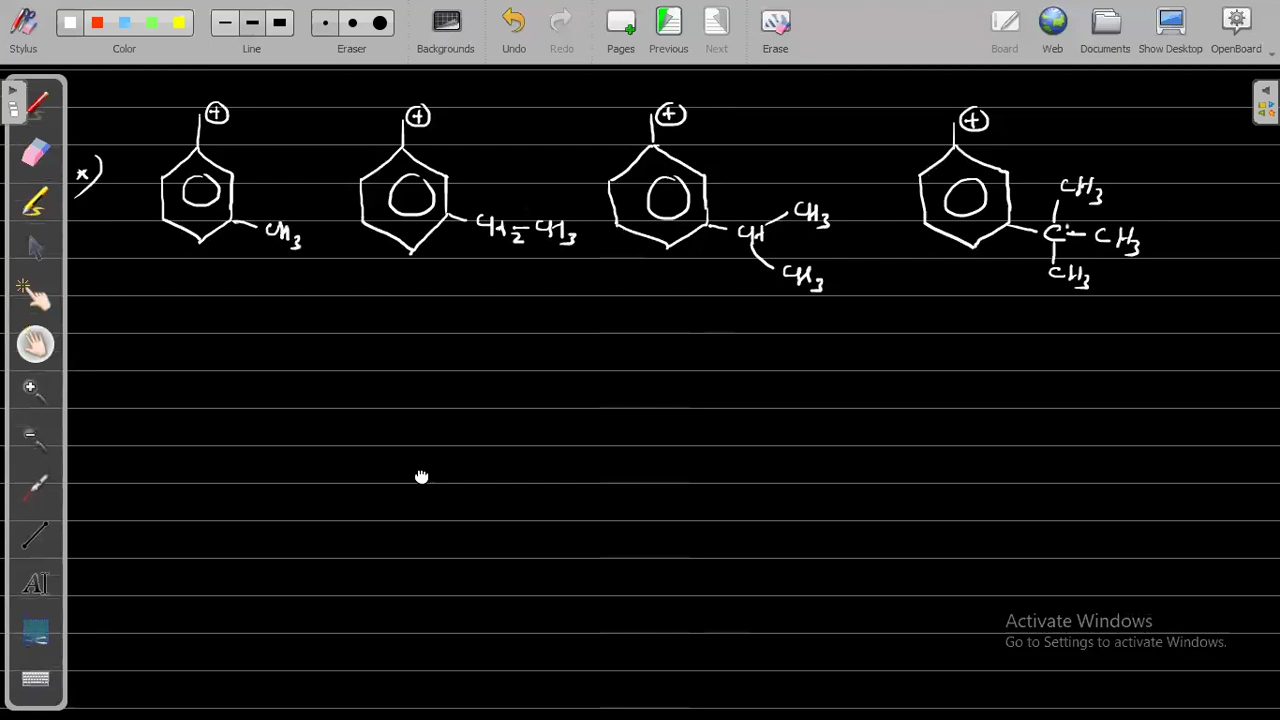 Stylus Color Line Eraser Backgrounds Undo Redo Pages Previous Next Erase Board Web Documents Show Desktop OpenBoard
x) ⊕ ⊕ ⊕ ⊕
CH3 CH2-CH3 CH CH3 CH3 C CH3 CH3 CH3
AI
Activate Windows
Go to Settings to activate Windows.